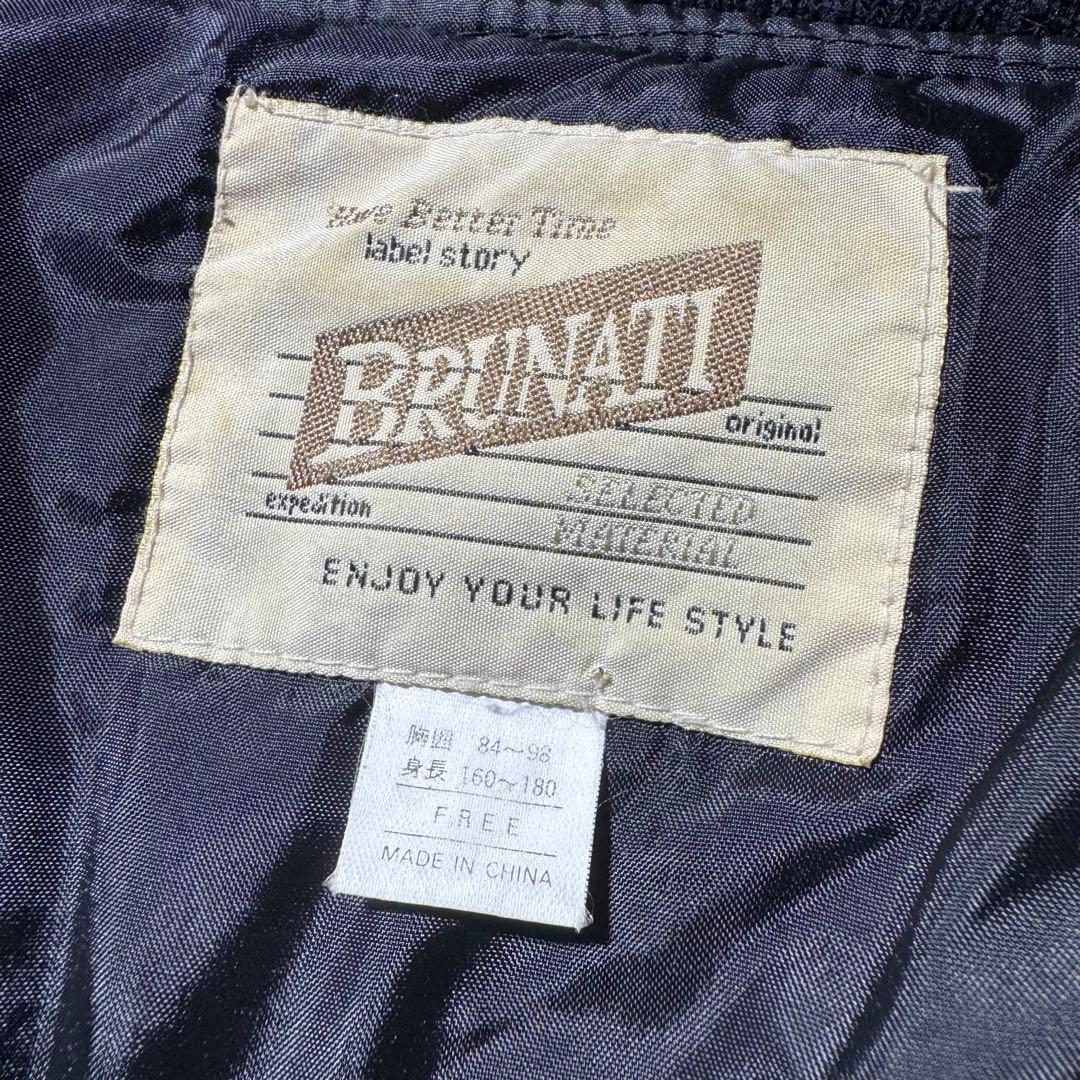 Better Time
label story
BRUNATI
original
expedition
SELECTED
MATERIAL
ENJOY YOUR LIFE STYLE
胸囲 84～98
身長 160～180
FREE
MADE IN CHINA